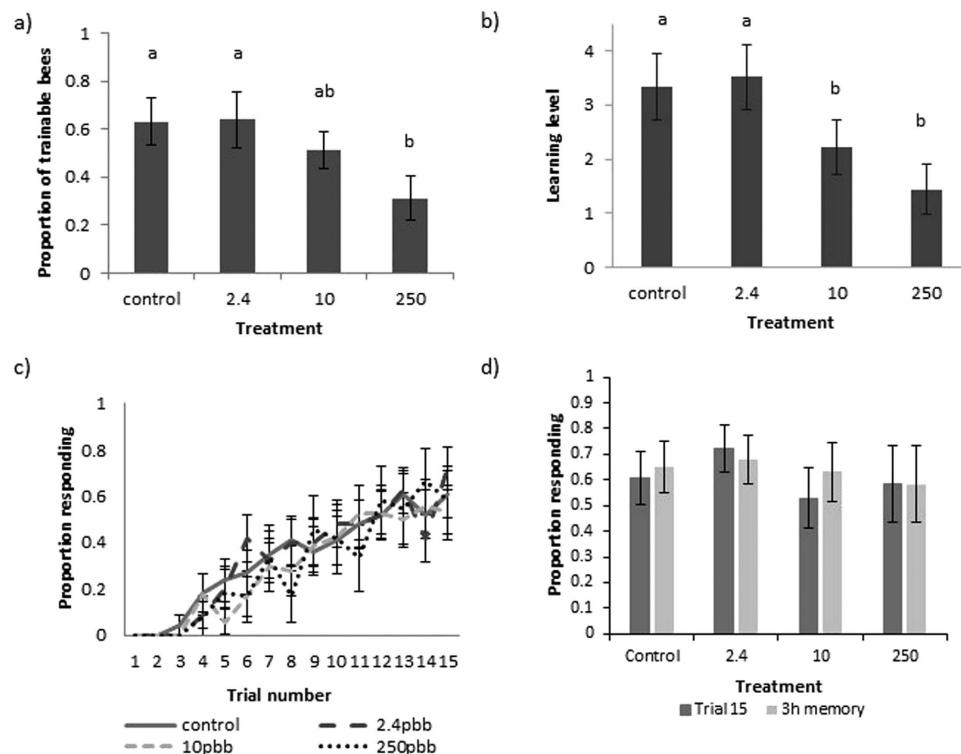 a)
Proportion of trainable bees
1
0.8
0.6
0.4
0.2
0
a
a
ab
b
control 2.4 10 250
Treatment
b)
Learning level
4
3
2
1
0
a
a
b
b
control 2.4 10 250
Treatment
c)
Proportion responding
1
0.8
0.6
0.4
0.2
0
1 2 3 4 5 6 7 8 9 10 11 12 13 14 15
Trial number
control 2.4pbb
10pbb 250pbb
d)
Proportion responding
1
0.9
0.8
0.7
0.6
0.5
0.4
0.3
0.2
0.1
0
Control 2.4 10 250
Treatment
Trial 15 3h memory